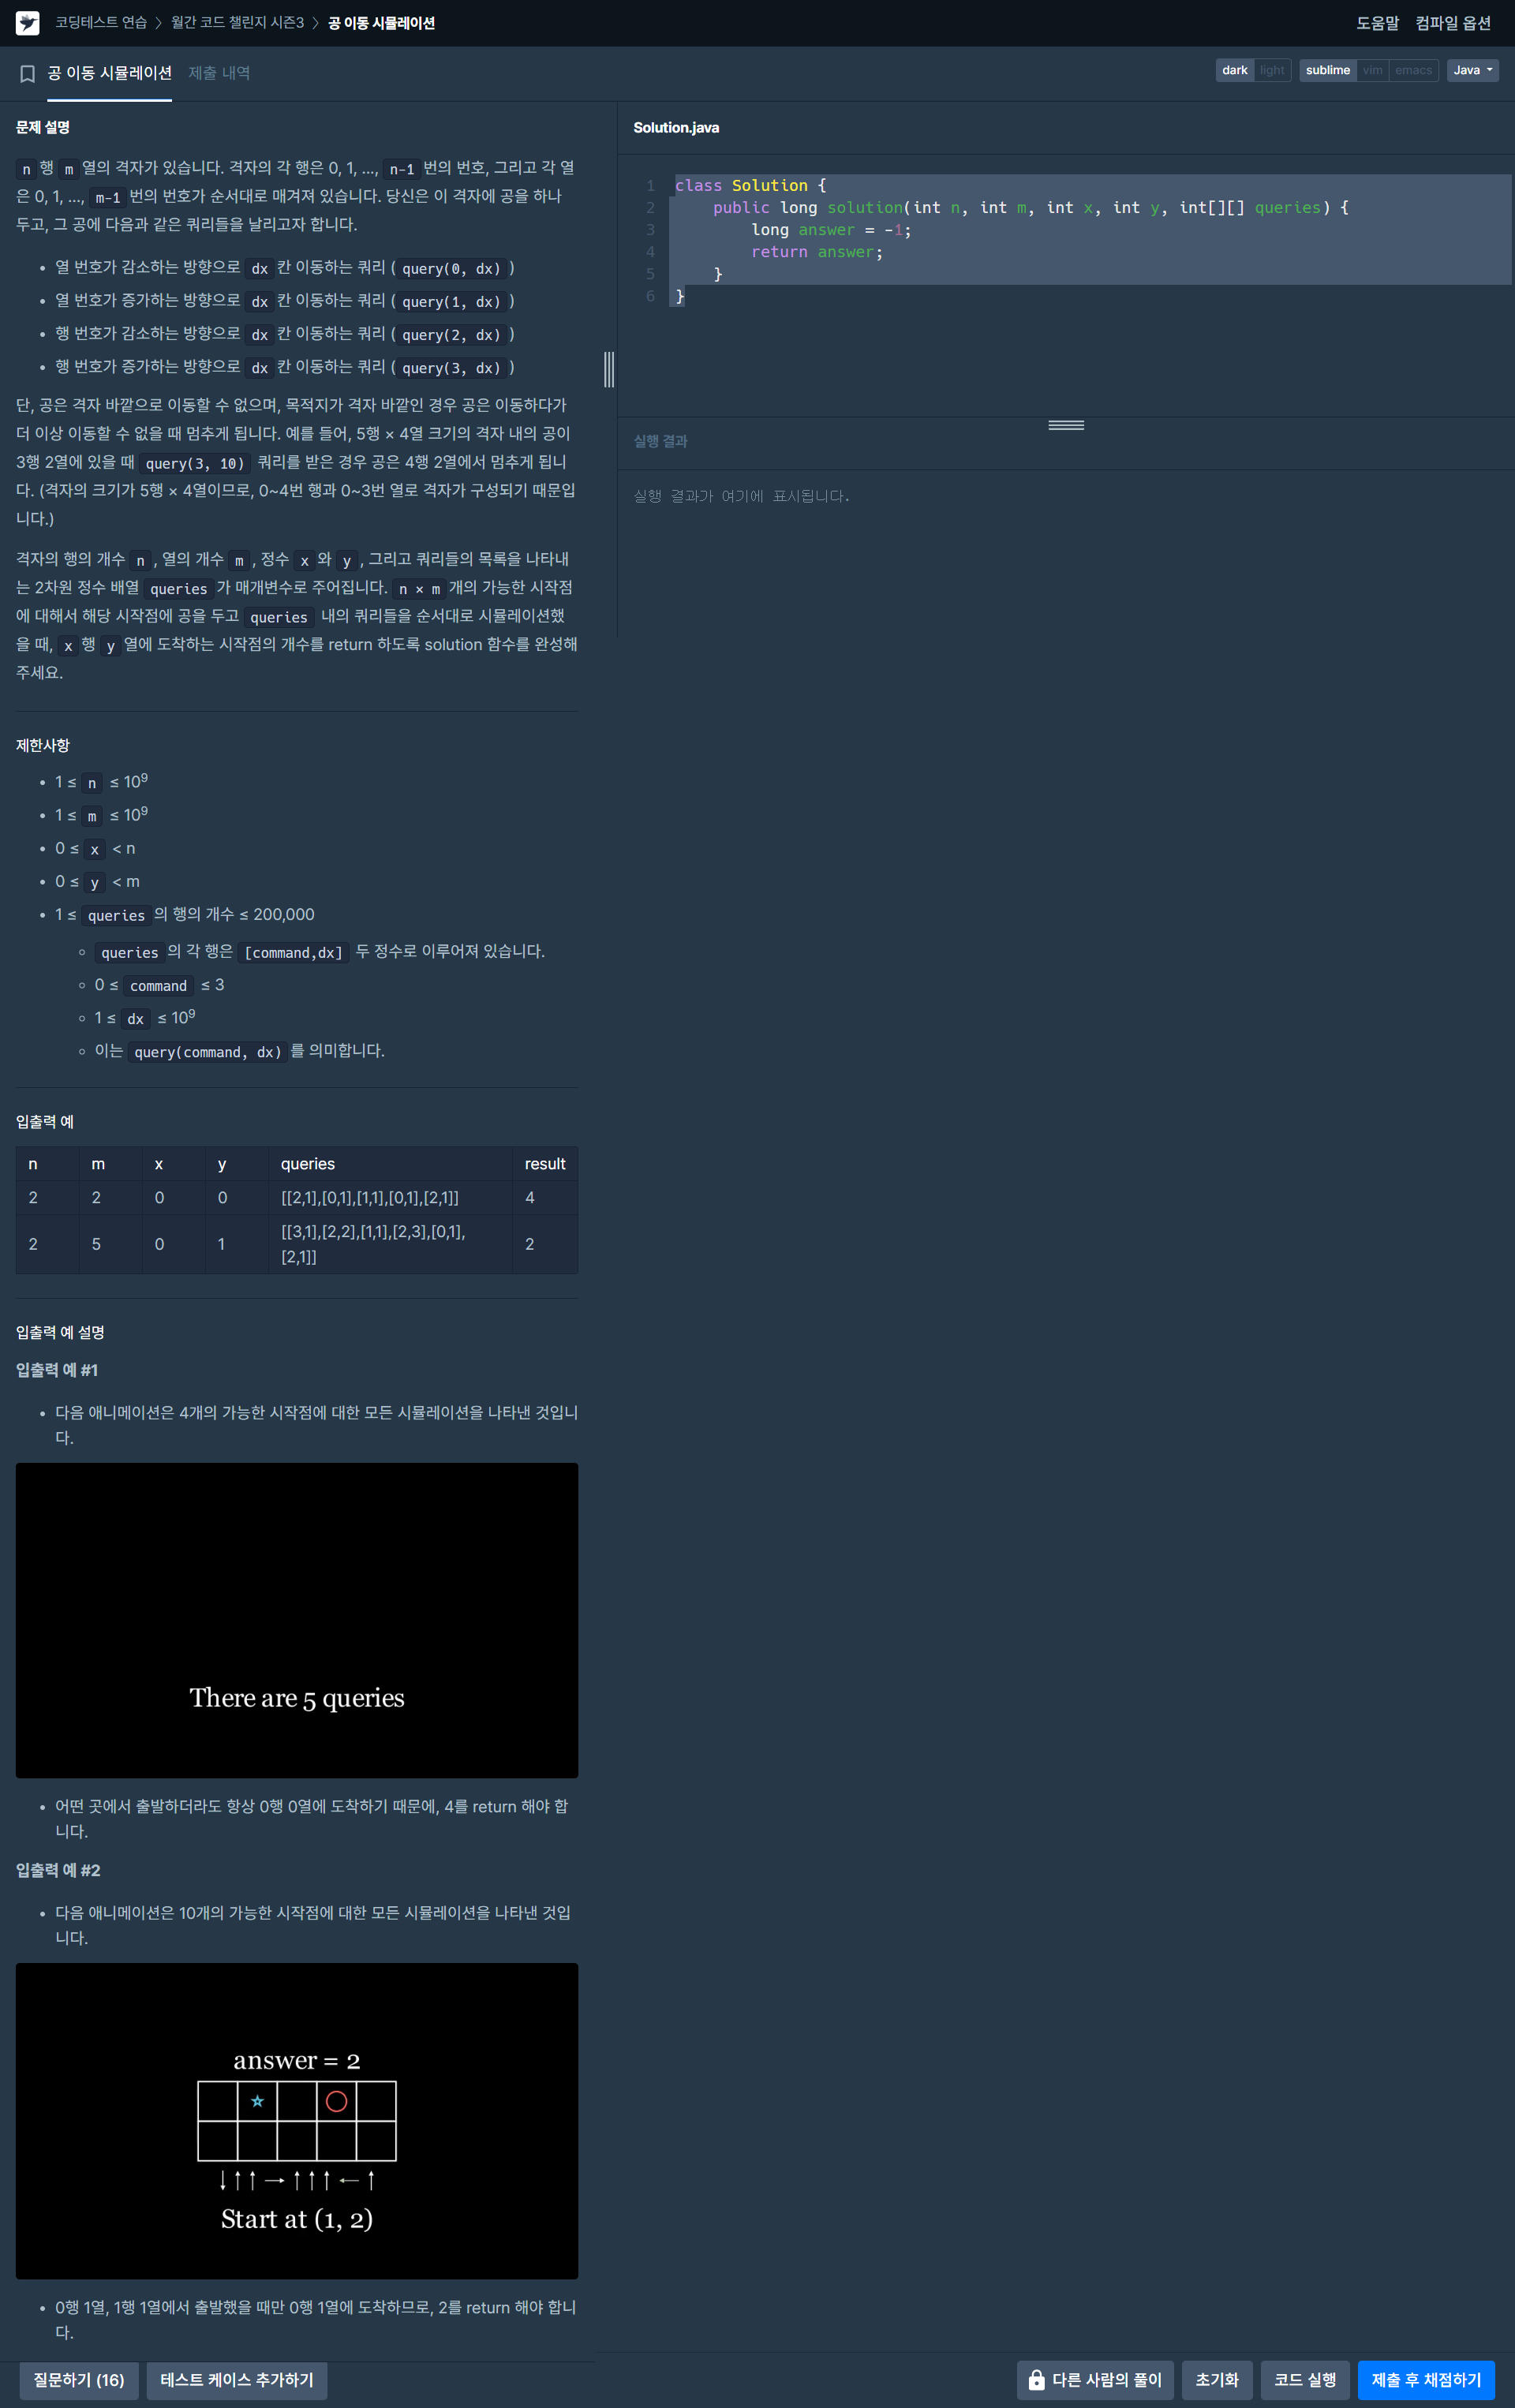 코딩테스트 연습 > 월간 코드 챌린지 시즌3 > 공 이동 시뮬레이션
도움말 컴파일 옵션
공 이동 시뮬레이션 제출 내역
dark light sublime vim emacs Java
문제 설명
n 행 m 열의 격자가 있습니다. 격자의 각 행은 0, 1, ..., n-1 번의 번호, 그리고 각 열
은 0, 1, ..., m-1 번의 번호가 순서대로 매겨져 있습니다. 당신은 이 격자에 공을 하나
두고, 그 공에 다음과 같은 쿼리들을 날리고자 합니다.
• 열 번호가 감소하는 방향으로 dx 칸 이동하는 쿼리 ( query(0, dx) )
• 열 번호가 증가하는 방향으로 dx 칸 이동하는 쿼리 ( query(1, dx) )
• 행 번호가 감소하는 방향으로 dx 칸 이동하는 쿼리 ( query(2, dx) )
• 행 번호가 증가하는 방향으로 dx 칸 이동하는 쿼리 ( query(3, dx) )
단, 공은 격자 바깥으로 이동할 수 없으며, 목적지가 격자 바깥인 경우 공은 이동하다가
더 이상 이동할 수 없을 때 멈추게 됩니다. 예를 들어, 5행 × 4열 크기의 격자 내의 공이
3행 2열에 있을 때 query(3, 10) 쿼리를 받은 경우 공은 4행 2열에서 멈추게 됩니
다. (격자의 크기가 5행 × 4열이므로, 0~4번 행과 0~3번 열로 격자가 구성되기 때문입
니다.)
격자의 행의 개수 n , 열의 개수 m , 정수 x 와 y , 그리고 쿼리들의 목록을 나타내
는 2차원 정수 배열 queries 가 매개변수로 주어집니다. n × m 개의 가능한 시작점
에 대해서 해당 시작점에 공을 두고 queries 내의 쿼리들을 순서대로 시뮬레이션했
을 때, x 행 y 열에 도착하는 시작점의 개수를 return 하도록 solution 함수를 완성해
주세요.
제한사항
• 1 ≤ n ≤ 10⁹
• 1 ≤ m ≤ 10⁹
• 0 ≤ x < n
• 0 ≤ y < m
• 1 ≤ queries 의 행의 개수 ≤ 200,000
◦ queries 의 각 행은 [command,dx] 두 정수로 이루어져 있습니다.
◦ 0 ≤ command ≤ 3
◦ 1 ≤ dx ≤ 10⁹
◦ 이는 query(command, dx) 를 의미합니다.
입출력 예
n m x y queries result
2 2 0 0 [[2,1],[0,1],[1,1],[0,1],[2,1]] 4
2 5 0 1 [[3,1],[2,2],[1,1],[2,3],[0,1],
[2,1]] 2
입출력 예 설명
입출력 예 #1
• 다음 애니메이션은 4개의 가능한 시작점에 대한 모든 시뮬레이션을 나타낸 것입니
다.
There are 5 queries
• 어떤 곳에서 출발하더라도 항상 0행 0열에 도착하기 때문에, 4를 return 해야 합
니다.
입출력 예 #2
• 다음 애니메이션은 10개의 가능한 시작점에 대한 모든 시뮬레이션을 나타낸 것입
니다.
answer = 2
↓↑↑→↑↑↑←↑
Start at (1, 2)
• 0행 1열, 1행 1열에서 출발했을 때만 0행 1열에 도착하므로, 2를 return 해야 합니
다.
Solution.java
1 class Solution {
2 public long solution(int n, int m, int x, int y, int[][] queries) {
3 long answer = -1;
4 return answer;
5 }
6 }
실행 결과
실행 결과가 여기에 표시됩니다.
질문하기 (16) 테스트 케이스 추가하기
다른 사람의 풀이 초기화 코드 실행 제출 후 채점하기